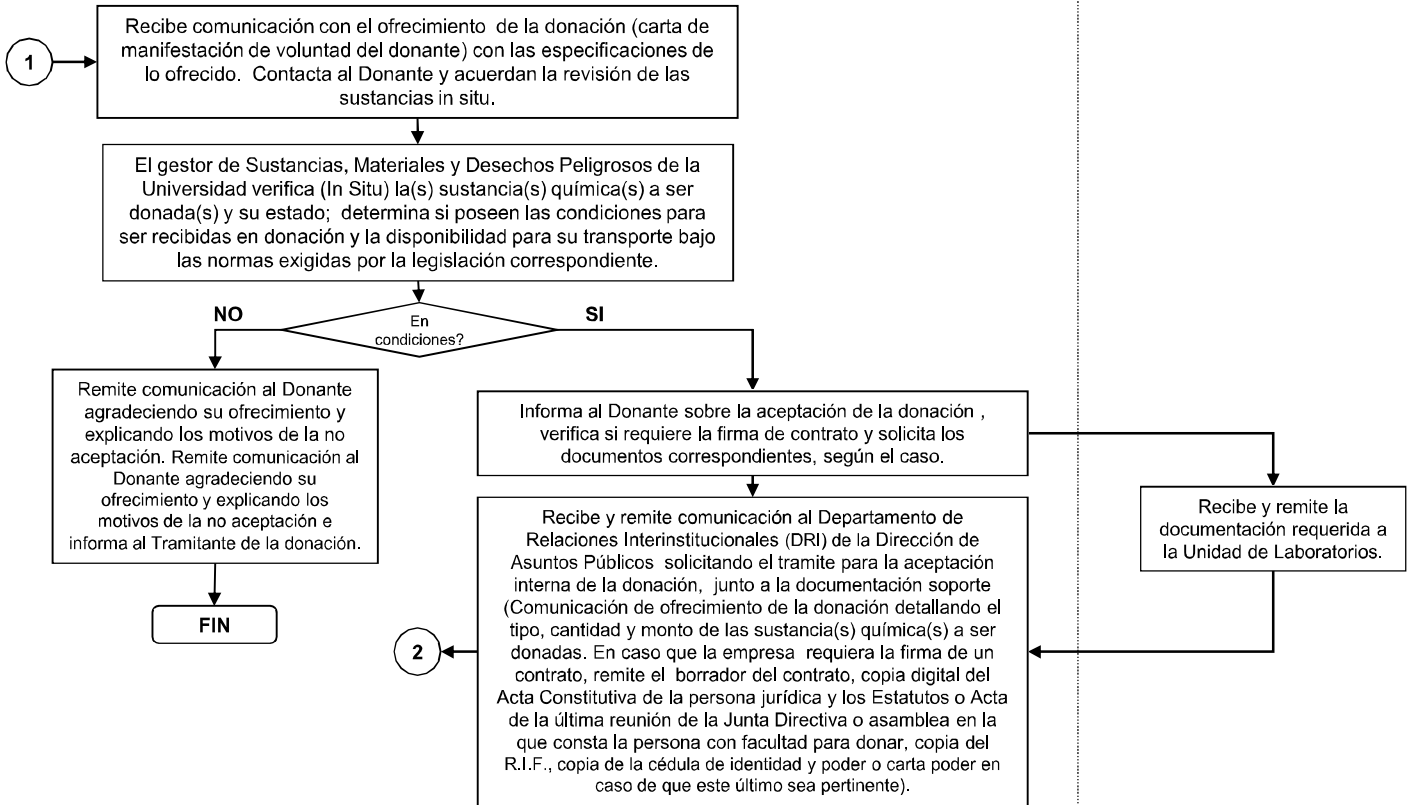 Recibe comunicación con el ofrecimiento de la donación (carta de
manifestación de voluntad del donante) con las especificaciones de
lo ofrecido. Contacta al Donante y acuerdan la revisión de las
sustancias in situ.
1
El gestor de Sustancias, Materiales y Desechos Peligrosos de la
Universidad verifica (In Situ) la(s) sustancia(s) química(s) a ser
donada(s) y su estado; determina si poseen las condiciones para
ser recibidas en donación y la disponibilidad para su transporte bajo
las normas exigidas por la legislación correspondiente.
NO
SI
En
condiciones?
Remite comunicación al Donante
agradeciendo su ofrecimiento y
explicando los motivos de la no
aceptación. Remite comunicación al
Donante agradeciendo su
ofrecimiento y explicando los
motivos de la no aceptación e
informa al Tramitante de la donación.
FIN
Informa al Donante sobre la aceptación de la donación ,
verifica si requiere la firma de contrato y solicita los
documentos correspondientes, según el caso.
Recibe y remite la
documentación requerida a
la Unidad de Laboratorios.
Recibe y remite comunicación al Departamento de
Relaciones Interinstitucionales (DRI) de la Dirección de
Asuntos Públicos solicitando el tramite para la aceptación
interna de la donación, junto a la documentación soporte
(Comunicación de ofrecimiento de la donación detallando el
tipo, cantidad y monto de las sustancia(s) química(s) a ser
donadas. En caso que la empresa requiera la firma de un
contrato, remite el borrador del contrato, copia digital del
Acta Constitutiva de la persona jurídica y los Estatutos o Acta
de la última reunión de la Junta Directiva o asamblea en la
que consta la persona con facultad para donar, copia del
R.I.F., copia de la cédula de identidad y poder o carta poder en
caso de que este último sea pertinente).
2